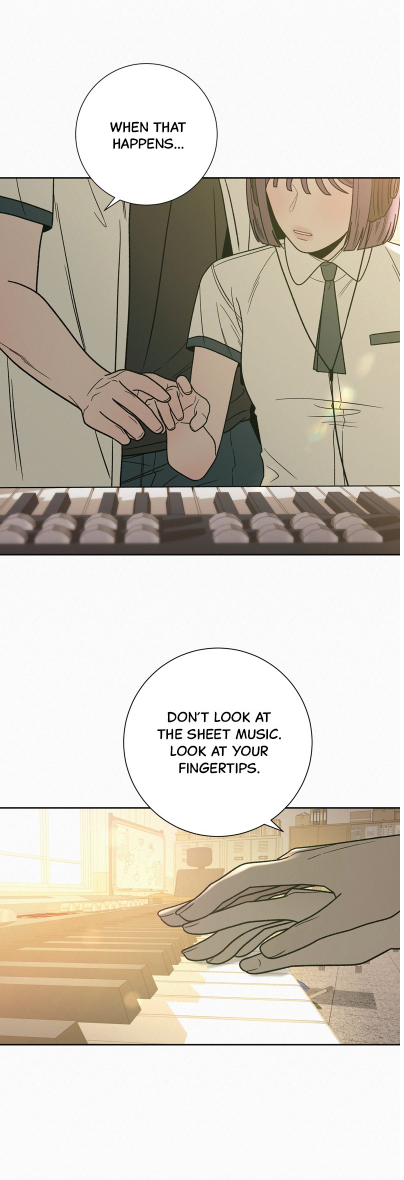 WHEN THAT
HAPPENS...
DON'T LOOK AT
THE SHEET MUSIC.
LOOK AT YOUR
FINGERTIPS.